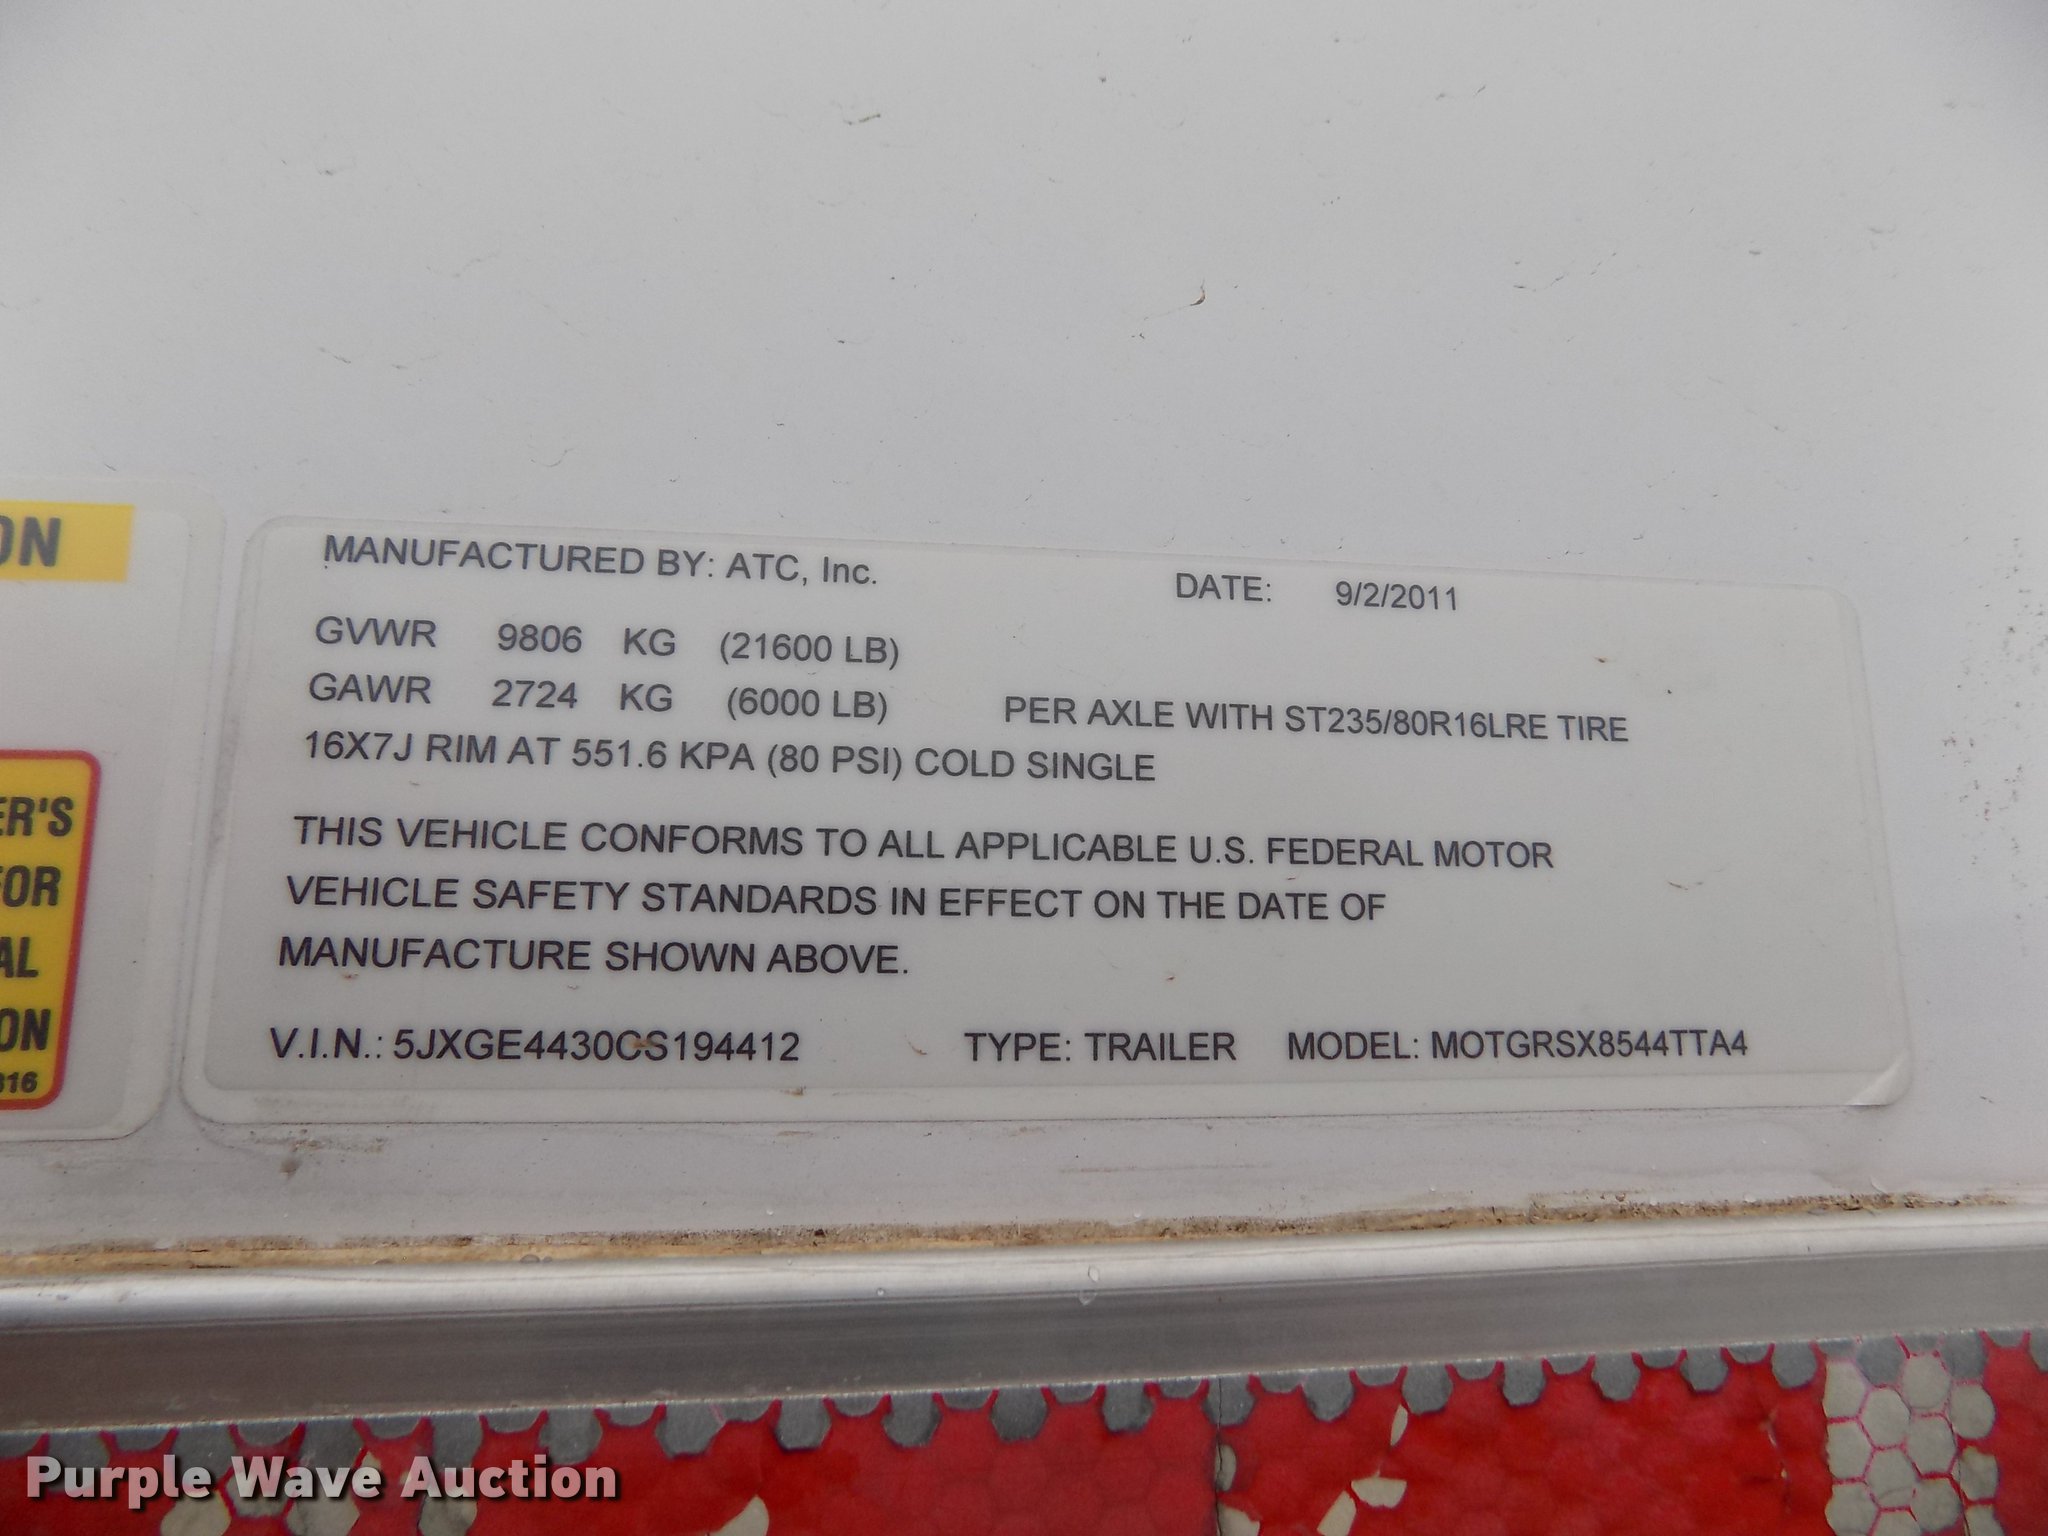 ON
ER'S
FOR
AL
ON
816
MANUFACTURED BY: ATC, Inc. DATE: 9/2/2011
GVWR 9806 KG (21600 LB)
GAWR 2724 KG (6000 LB) PER AXLE WITH ST235/80R16LRE TIRE
16X7J RIM AT 551.6 KPA (80 PSI) COLD SINGLE
THIS VEHICLE CONFORMS TO ALL APPLICABLE U.S. FEDERAL MOTOR
VEHICLE SAFETY STANDARDS IN EFFECT ON THE DATE OF
MANUFACTURE SHOWN ABOVE.
V.I.N.: 5JXGE4430CS194412 TYPE: TRAILER MODEL: MOTGRSX8544TTA4
Purple Wave Auction